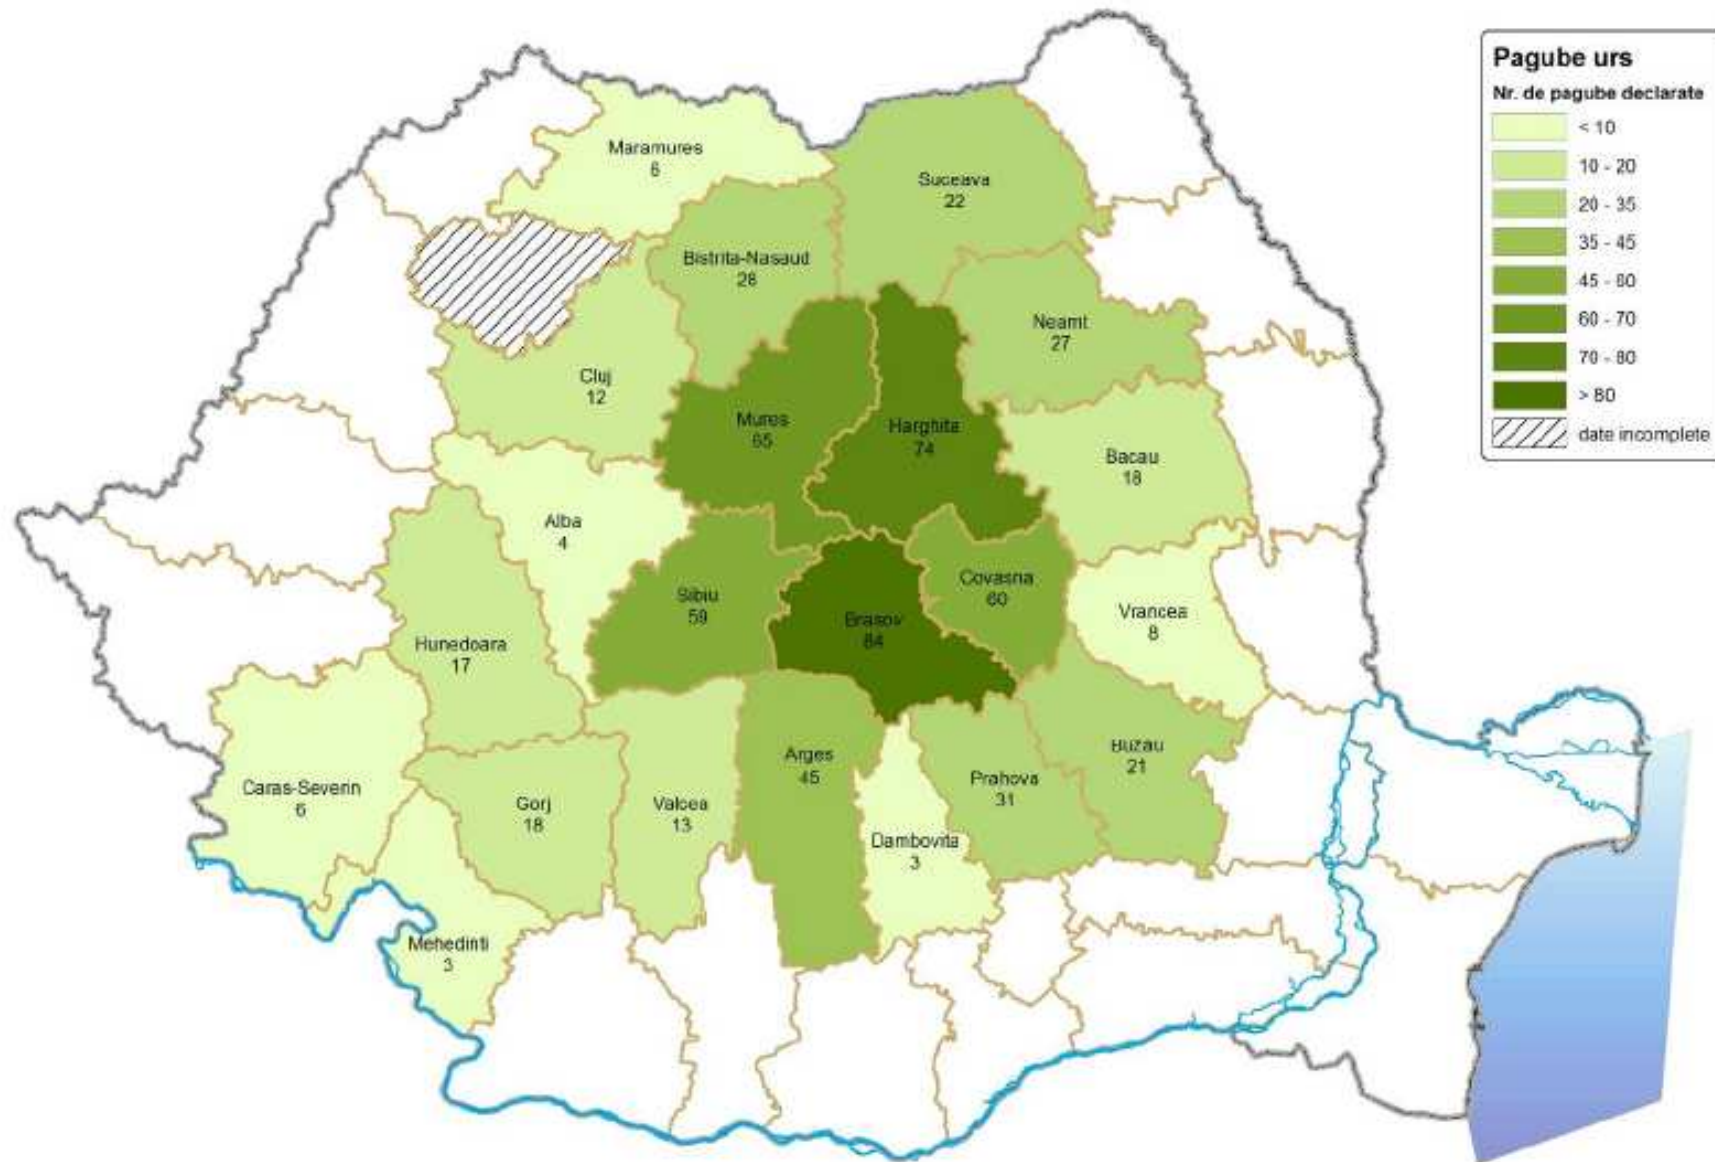 Pagube urs
Nr. de pagube declarate
< 10
10 - 20
20 - 35
35 - 45
45 - 60
60 - 70
70 - 80
> 80
date incomplete
Maramures
6
Suceava
22
Bistrita-Nasaud
28
Neamt
27
Cluj
12
Mures
65
Harghita
74
Bacau
18
Alba
4
Sibiu
59
Covasna
60
Brasov
84
Vrancea
8
Hunedoara
17
Caras-Severin
6
Gorj
18
Valcea
13
Arges
45
Dambovita
3
Prahova
31
Buzau
21
Mehedinti
3